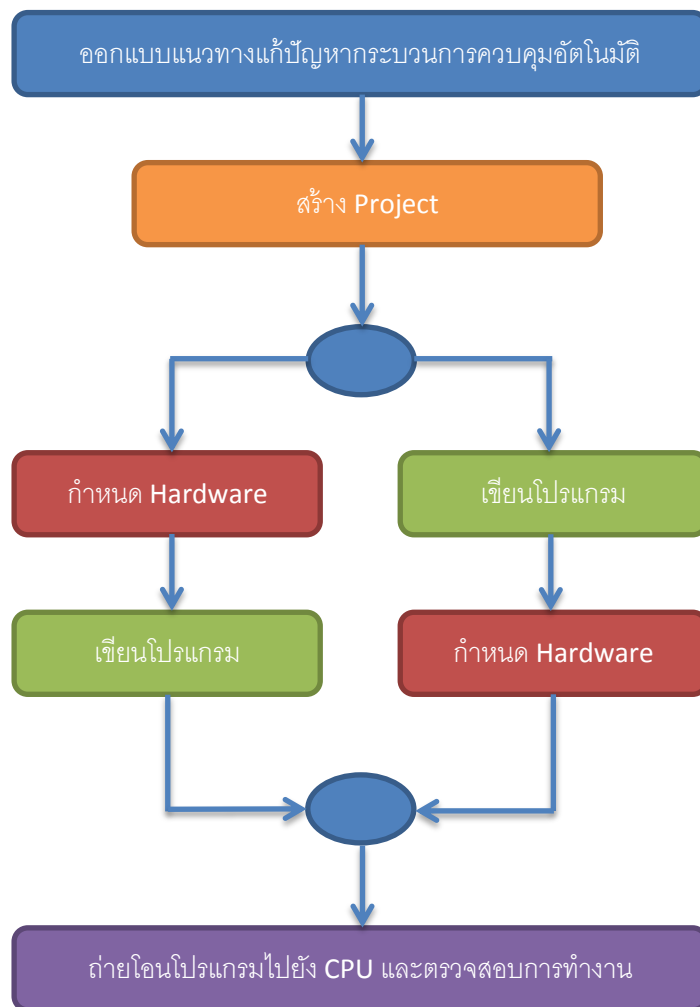 ออกแบบแนวทางแก้ปัญหากระบวนการควบคุมอัตโนมัติ
สร้าง Project
กำหนด Hardware
เขียนโปรแกรม
เขียนโปรแกรม
กำหนด Hardware
ถ่ายโอนโปรแกรมไปยัง CPU และตรวจสอบการทำงาน